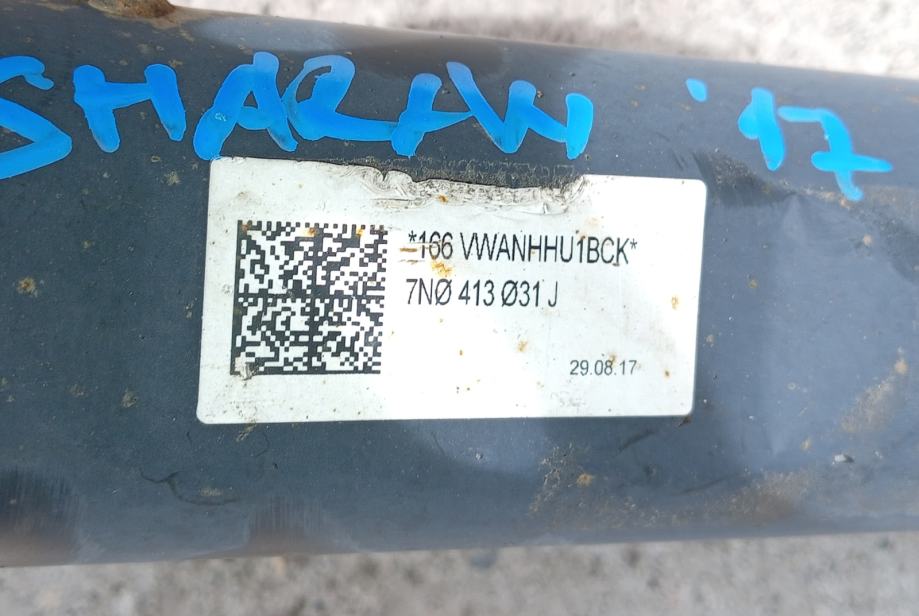 SHARAN '17
*166 VWANHHU1BCK*
7NØ 413 Ø31 J
29.08.17